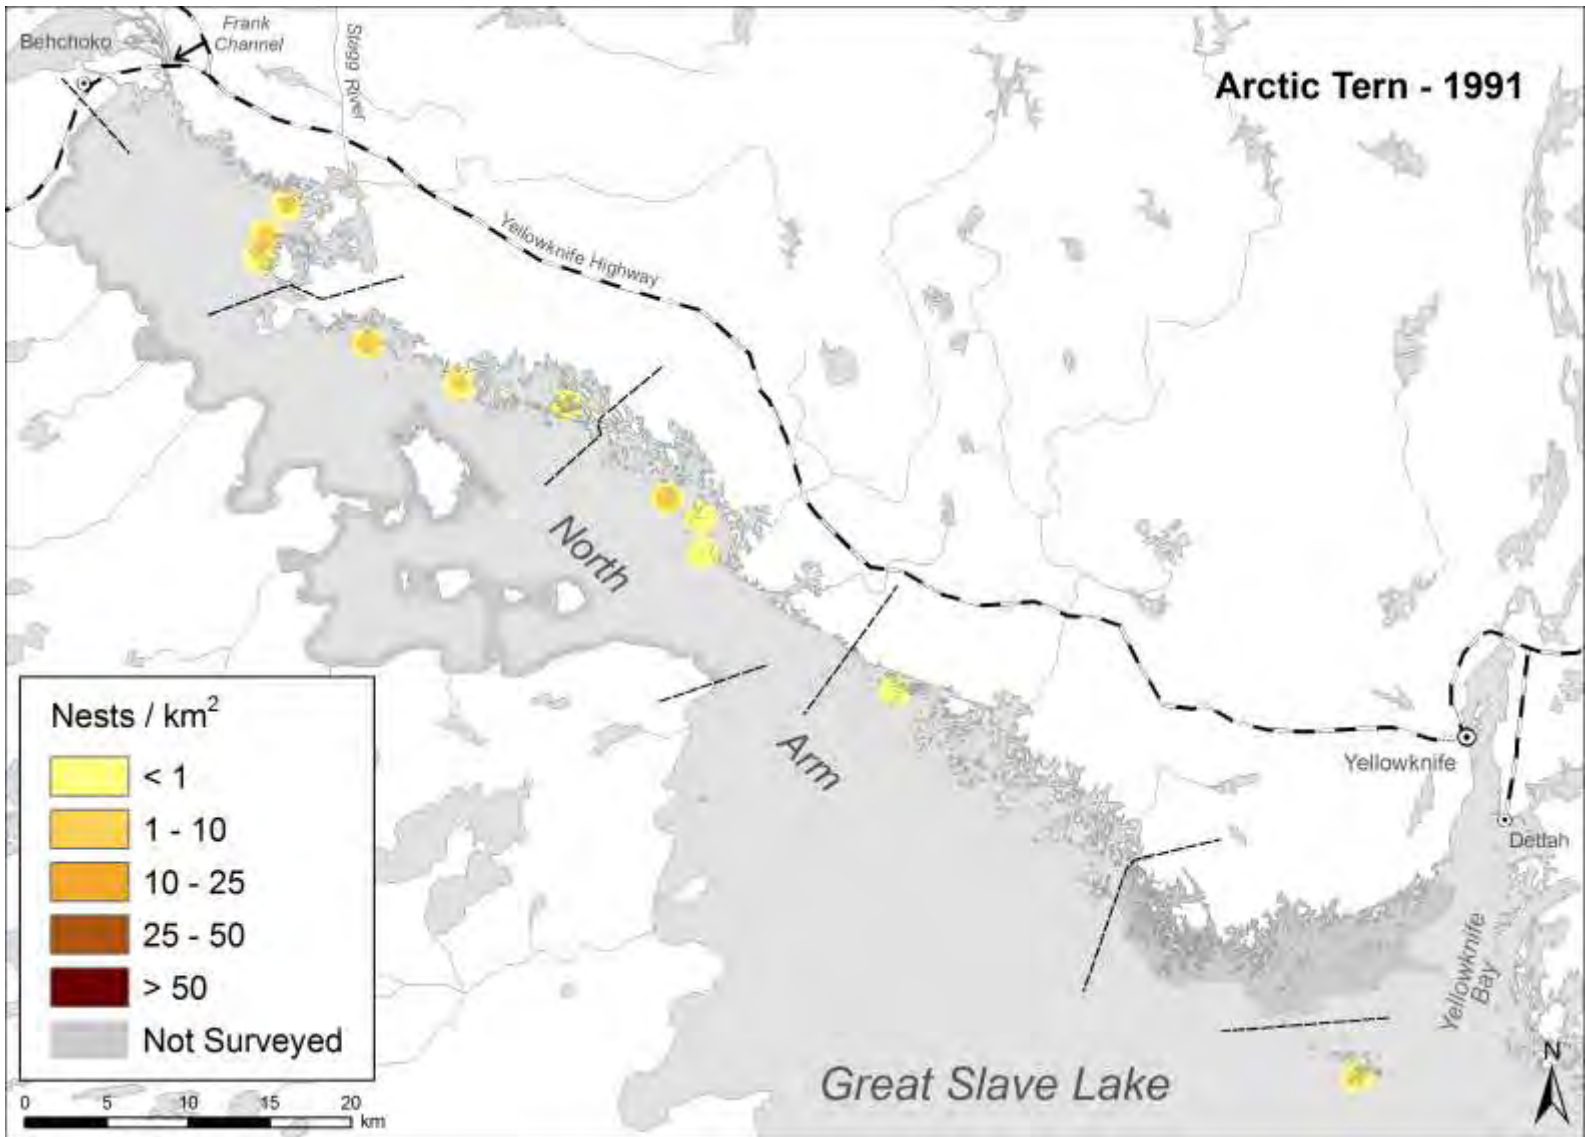 Behchoko
Frank
Channel
Stagg River
Arctic Tern - 1991
Yellowknife Highway
North
Arm
Yellowknife
Dettah
Yellowknife
Bay
Great Slave Lake
N
Nests / km²
< 1
1 - 10
10 - 25
25 - 50
> 50
Not Surveyed
0 5 10 15 20
km